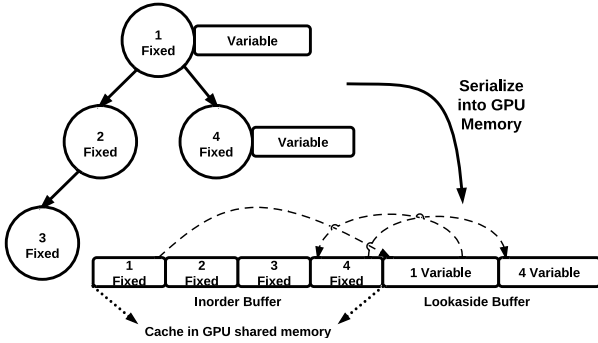 1
Fixed
Variable
2
Fixed
4
Fixed
Variable
3
Fixed
Serialize
into GPU
Memory
1
Fixed
2
Fixed
3
Fixed
4
Fixed
1 Variable
4 Variable
Inorder Buffer
Lookaside Buffer
Cache in GPU shared memory